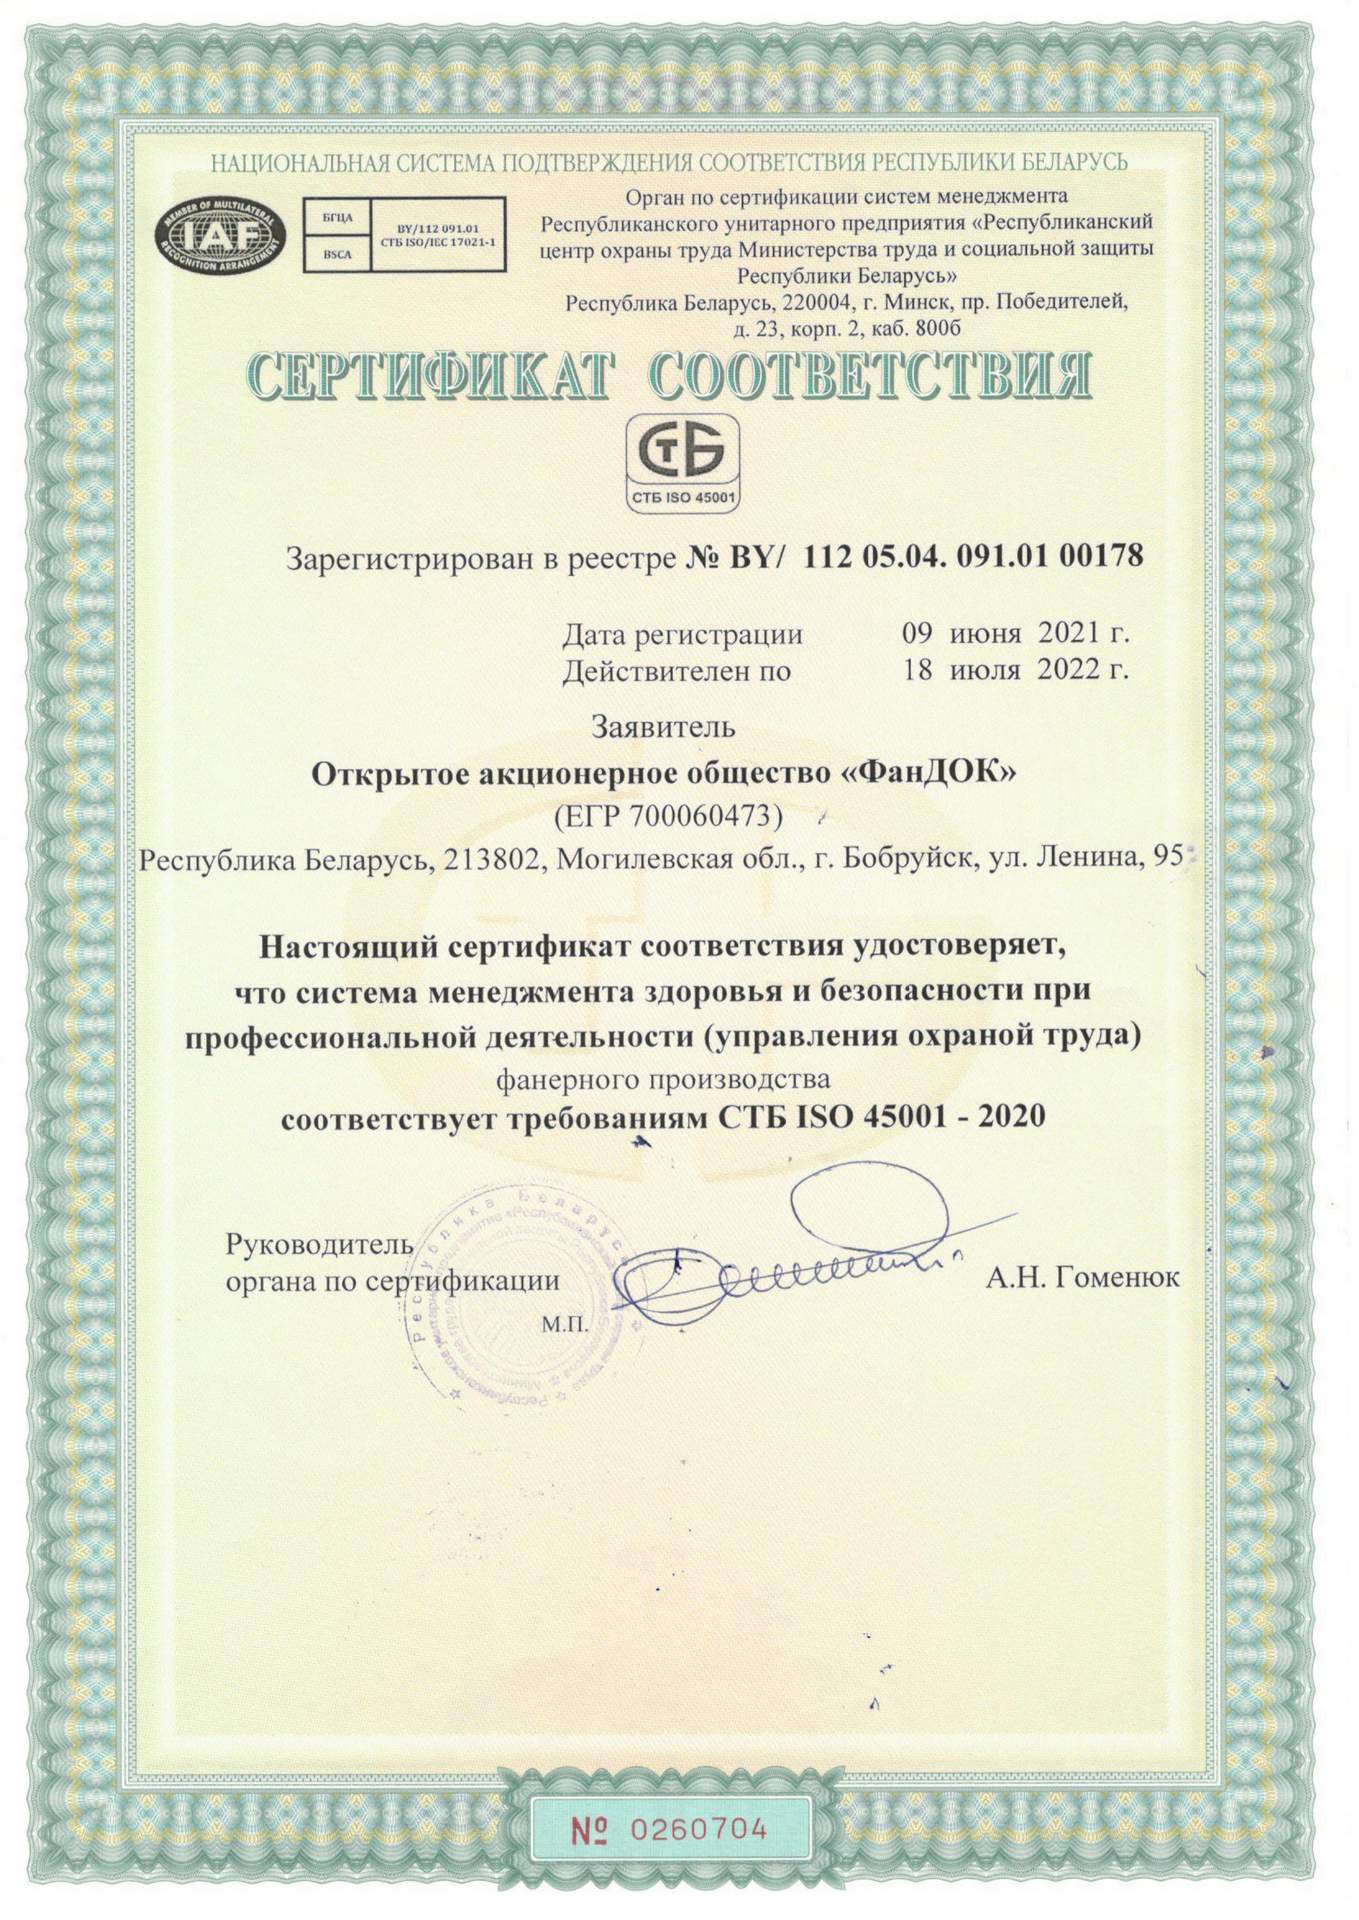 НАЦИОНАЛЬНАЯ СИСТЕМА ПОДТВЕРЖДЕНИЯ СООТВЕТСТВИЯ РЕСПУБЛИКИ БЕЛАРУСЬ
MEMBER OF MULTILATERAL
IAF
RECOGNITION ARRANGEMENT
БГЦА
BSCA
BY/112 091.01
СТБ ISO/IEC 17021-1
Орган по сертификации систем менеджмента
Республиканского унитарного предприятия «Республиканский
центр охраны труда Министерства труда и социальной защиты
Республики Беларусь»
Республика Беларусь, 220004, г. Минск, пр. Победителей,
д. 23, корп. 2, каб. 800б
СЕРТИФИКАТ СООТВЕТСТВИЯ
СТБ
СТБ ISO 45001
Зарегистрирован в реестре № BY/ 112 05.04. 091.01 00178
Дата регистрации 09 июня 2021 г.
Действителен по 18 июля 2022 г.
Заявитель
Открытое акционерное общество «ФанДОК»
(ЕГР 700060473)
Республика Беларусь, 213802, Могилевская обл., г. Бобруйск, ул. Ленина, 95
Настоящий сертификат соответствия удостоверяет,
что система менеджмента здоровья и безопасности при
профессиональной деятельности (управления охраной труда)
фанерного производства
соответствует требованиям СТБ ISO 45001 - 2020
Республика Беларусь
Руководитель
органа по сертификации
А.Н. Гоменюк
М.П.
№ 0260704